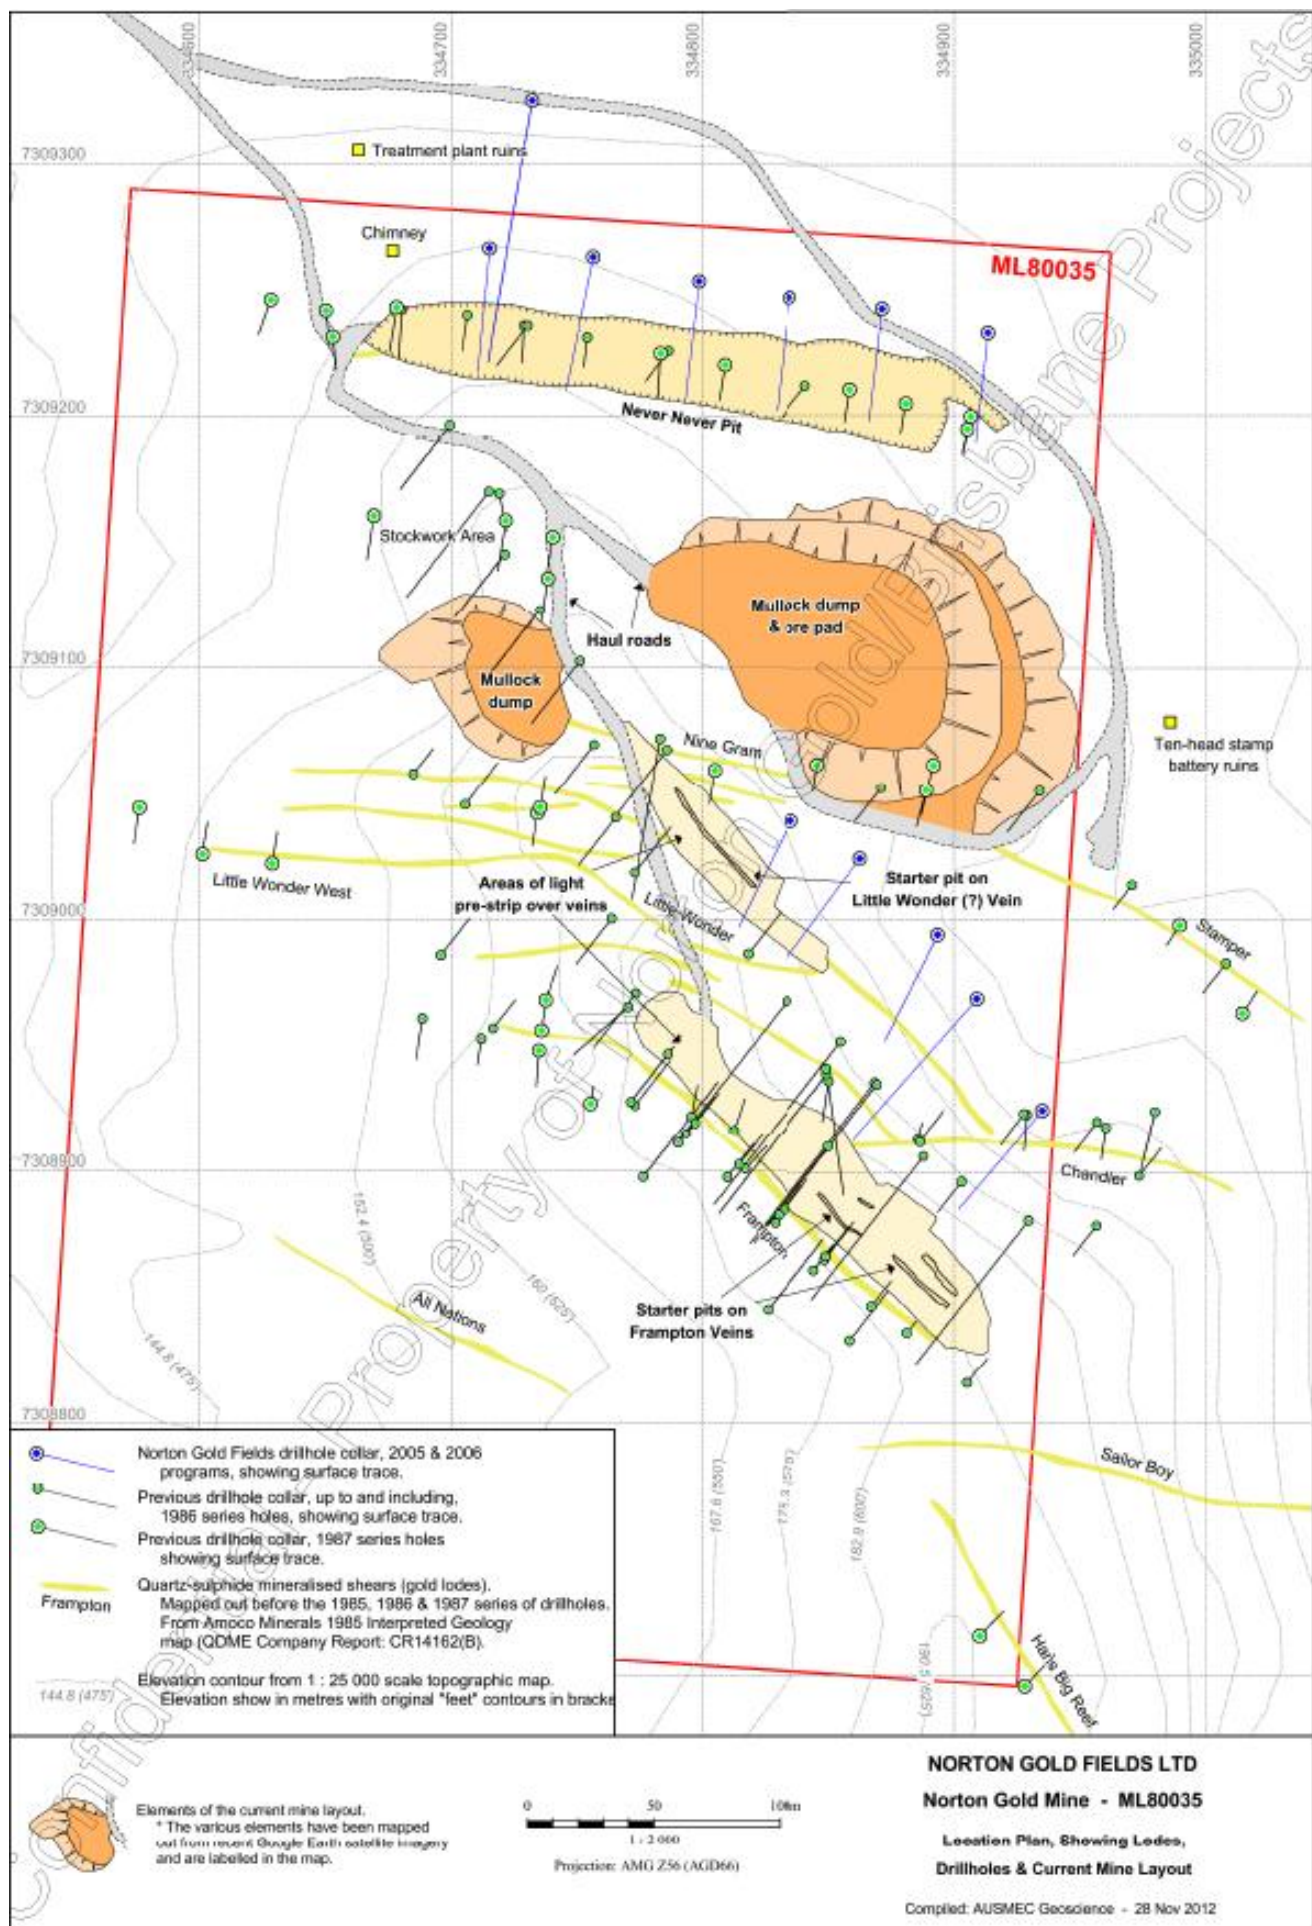 334600
334700
334800
334900
335000
7309300
Treatment plant ruins
Chimney
ML80035
7309200
Never Never Pit
Stockwork Area
Mullock dump
& ore pad
Haul roads
7309100
Mullock
dump
Nine Gram
Ten-head stamp
battery ruins
Little Wonder West
Areas of light
pre-strip over veins
Little Wonder
Starter pit on
Little Wonder (?) Vein
Stamper
7309000
7308900
Chandler
Frampton
152.4 (500')
160 (525')
All Nations
144.8 (475')
Starter pits on
Frampton Veins
7308800
Sailor Boy
167.6 (550')
175.3 (575')
182.9 (600')
190.5 (625')
Hans Big Reef
Norton Gold Fields drillhole collar, 2005 & 2006
programs, showing surface trace.
Previous drillhole collar, up to and including,
1986 series holes, showing surface trace.
Previous drillhole collar, 1987 series holes
showing surface trace.
Frampton
Quartz-sulphide mineralised shears (gold lodes).
Mapped out before the 1985, 1986 & 1987 series of drillholes.
From Amoco Minerals 1985 Interpreted Geology
map (QDME Company Report: CR14162(B).
144.8 (475')
Elevation contour from 1 : 25 000 scale topographic map.
Elevation show in metres with original "feet" contours in bracke
Elements of the current mine layout.
* The various elements have been mapped
out from recent Google Earth satellite imagery
and are labelled in the map.
0 50 100m
1 : 2 000
Projection: AMG Z56 (AGD66)
NORTON GOLD FIELDS LTD
Norton Gold Mine - ML80035
Location Plan, Showing Lodes,
Drillholes & Current Mine Layout
Compiled: AUSMEC Geoscience - 28 Nov 2012